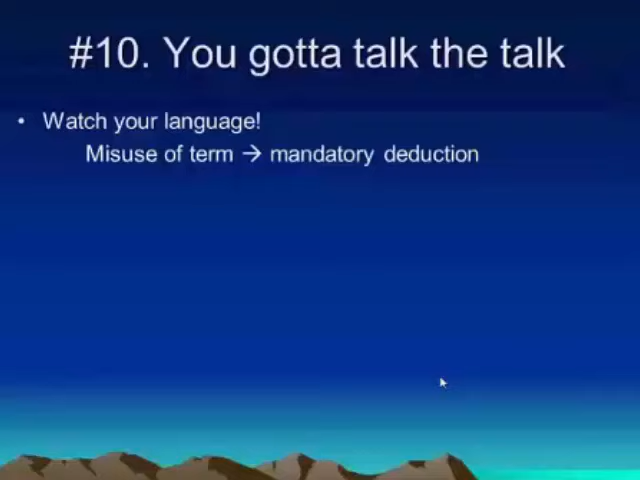 #10. You gotta talk the talk
• Watch your language!
Misuse of term → mandatory deduction